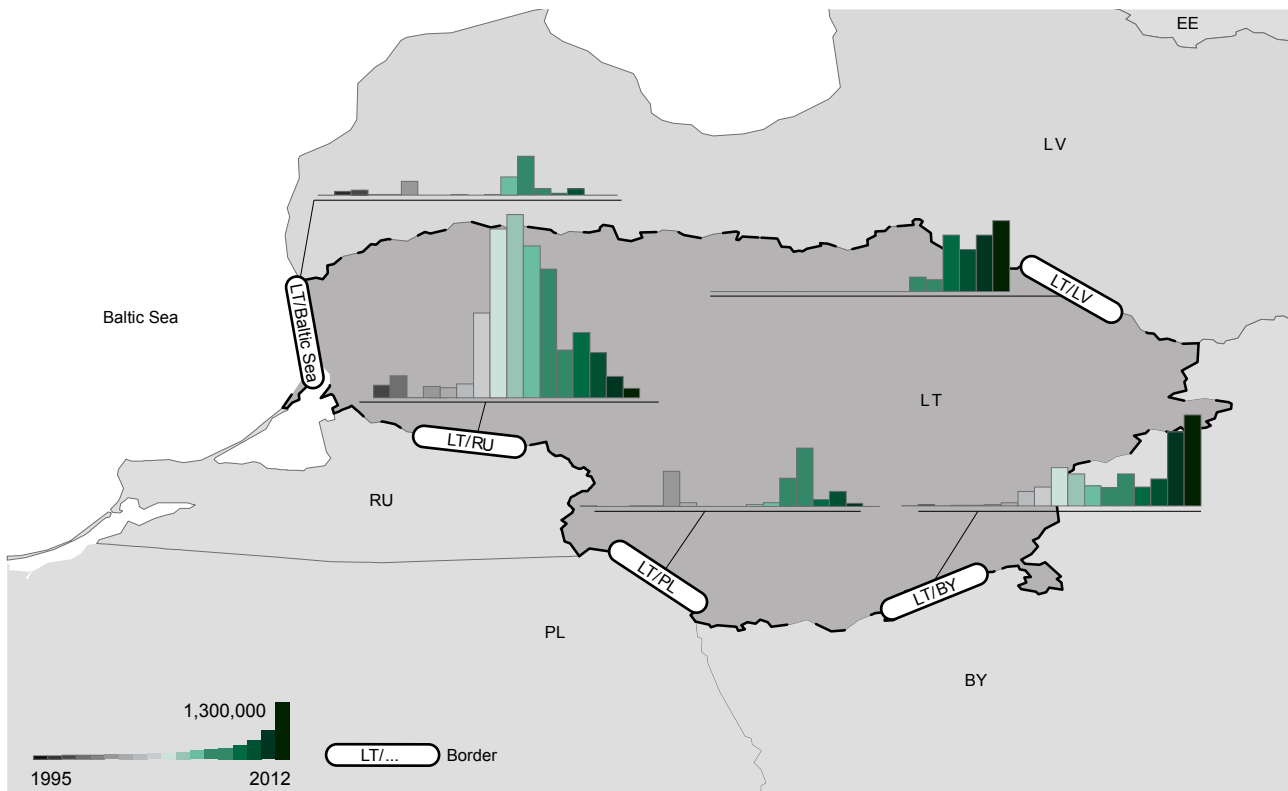 EE
LV
LT/Baltic Sea
LT/LV
Baltic Sea
LT
LT/RU
RU
LT/PL
LT/BY
PL
BY
1,300,000
LT/...
Border
1995
2012